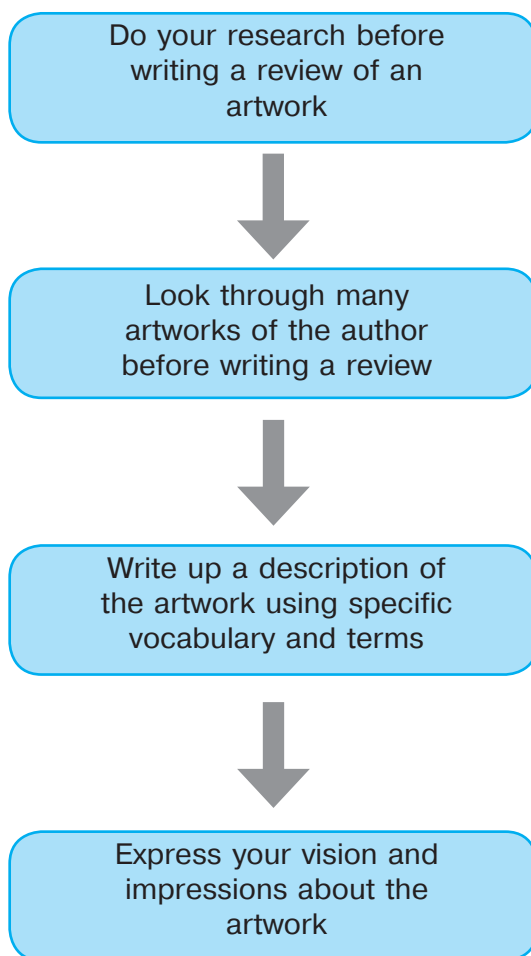 Do your research before
writing a review of an
artwork
Look through many
artworks of the author
before writing a review
Write up a description of
the artwork using specific
vocabulary and terms
Express your vision and
impressions about the
artwork